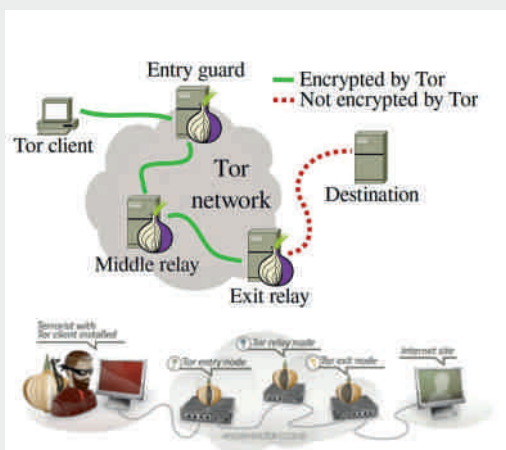 Entry guard
Encrypted by Tor
Not encrypted by Tor
Tor client
Tor
network
Destination
Middle relay
Exit relay
Terrorist with
Tor client installed
Tor relay node
Internet site
Tor entry node
Tor exit node